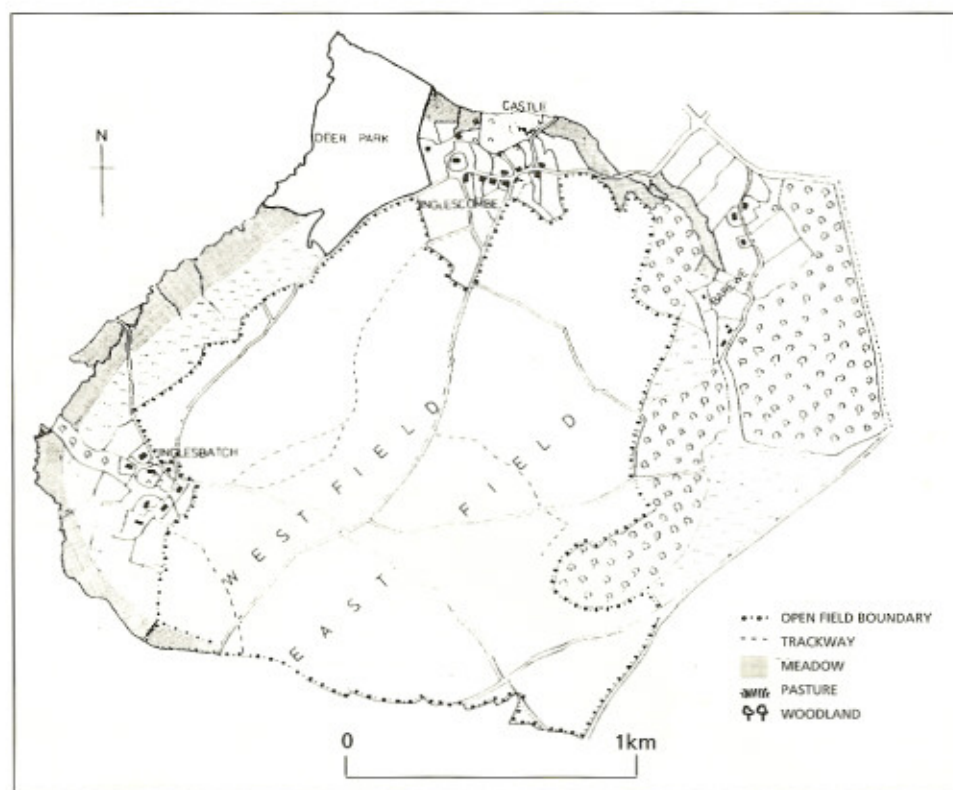 CASTLE
N
DEER PARK
INGLESCOMBE
INGLESBATCH
WEST FIELD
EAST FIELD
OPEN FIELD BOUNDARY
TRACKWAY
MEADOW
PASTURE
WOODLAND
0 1km